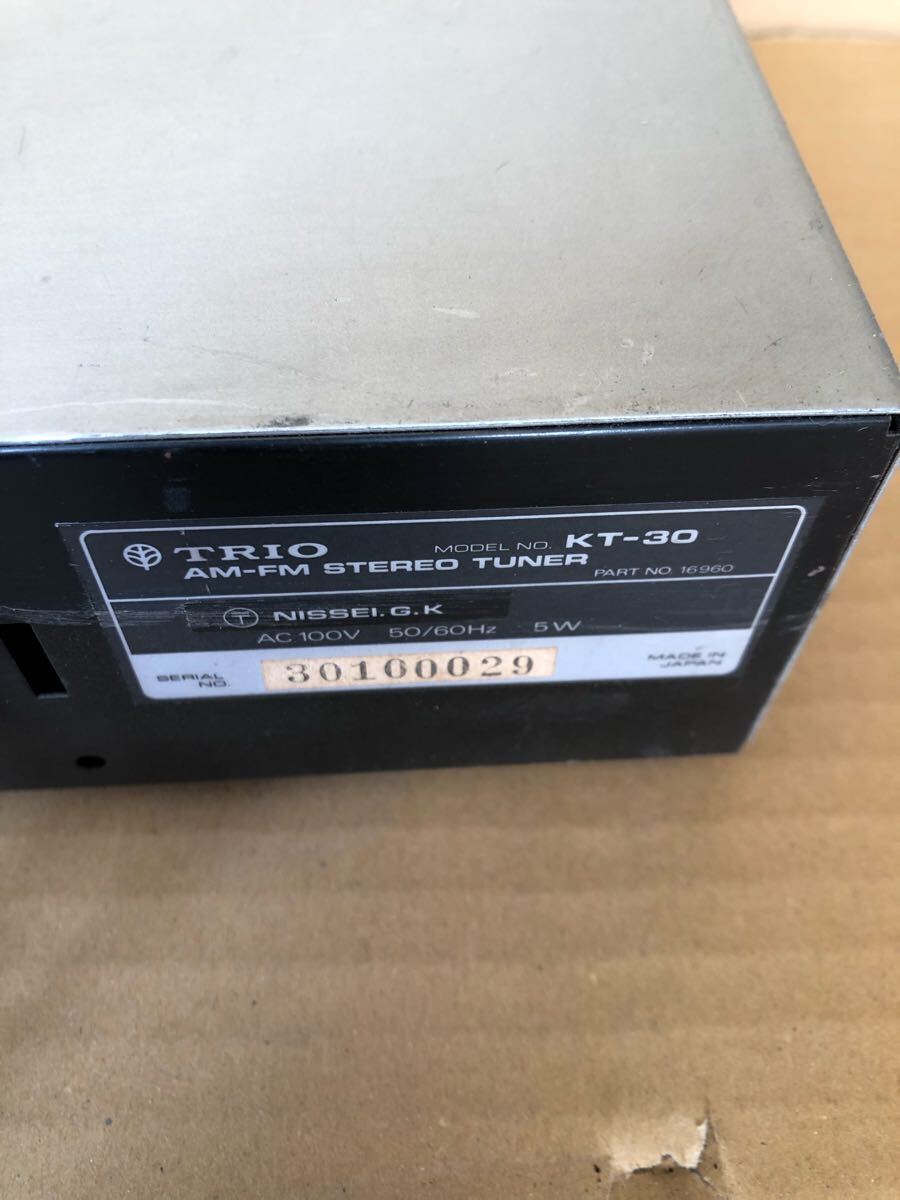 TRIO MODEL NO. KT-30
AM-FM STEREO TUNER PART NO 16960
〒 NISSEI. G. K
AC 100V 50/60Hz 5W
SERIAL NO. 30100029 MADE IN JAPAN